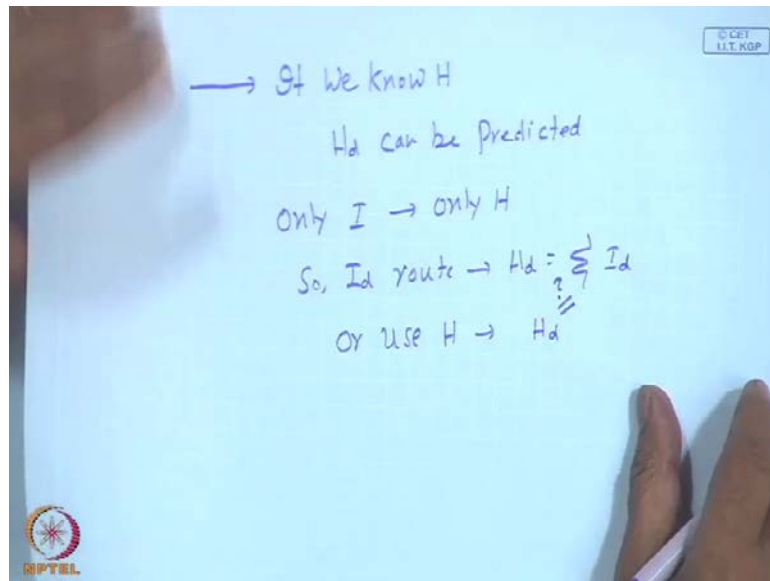 © CET
I.I.T. KGP
→ If We Know H
Hd can be Predicted
Only I → only H
So, Id route → Hd = Σ Id
? =
Or use H → Hd
NPTEL